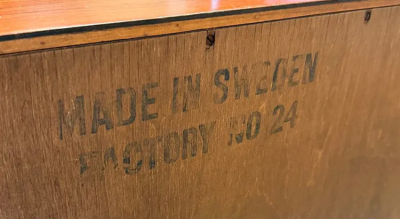 MADE IN SWEDEN
FACTORY NO 24